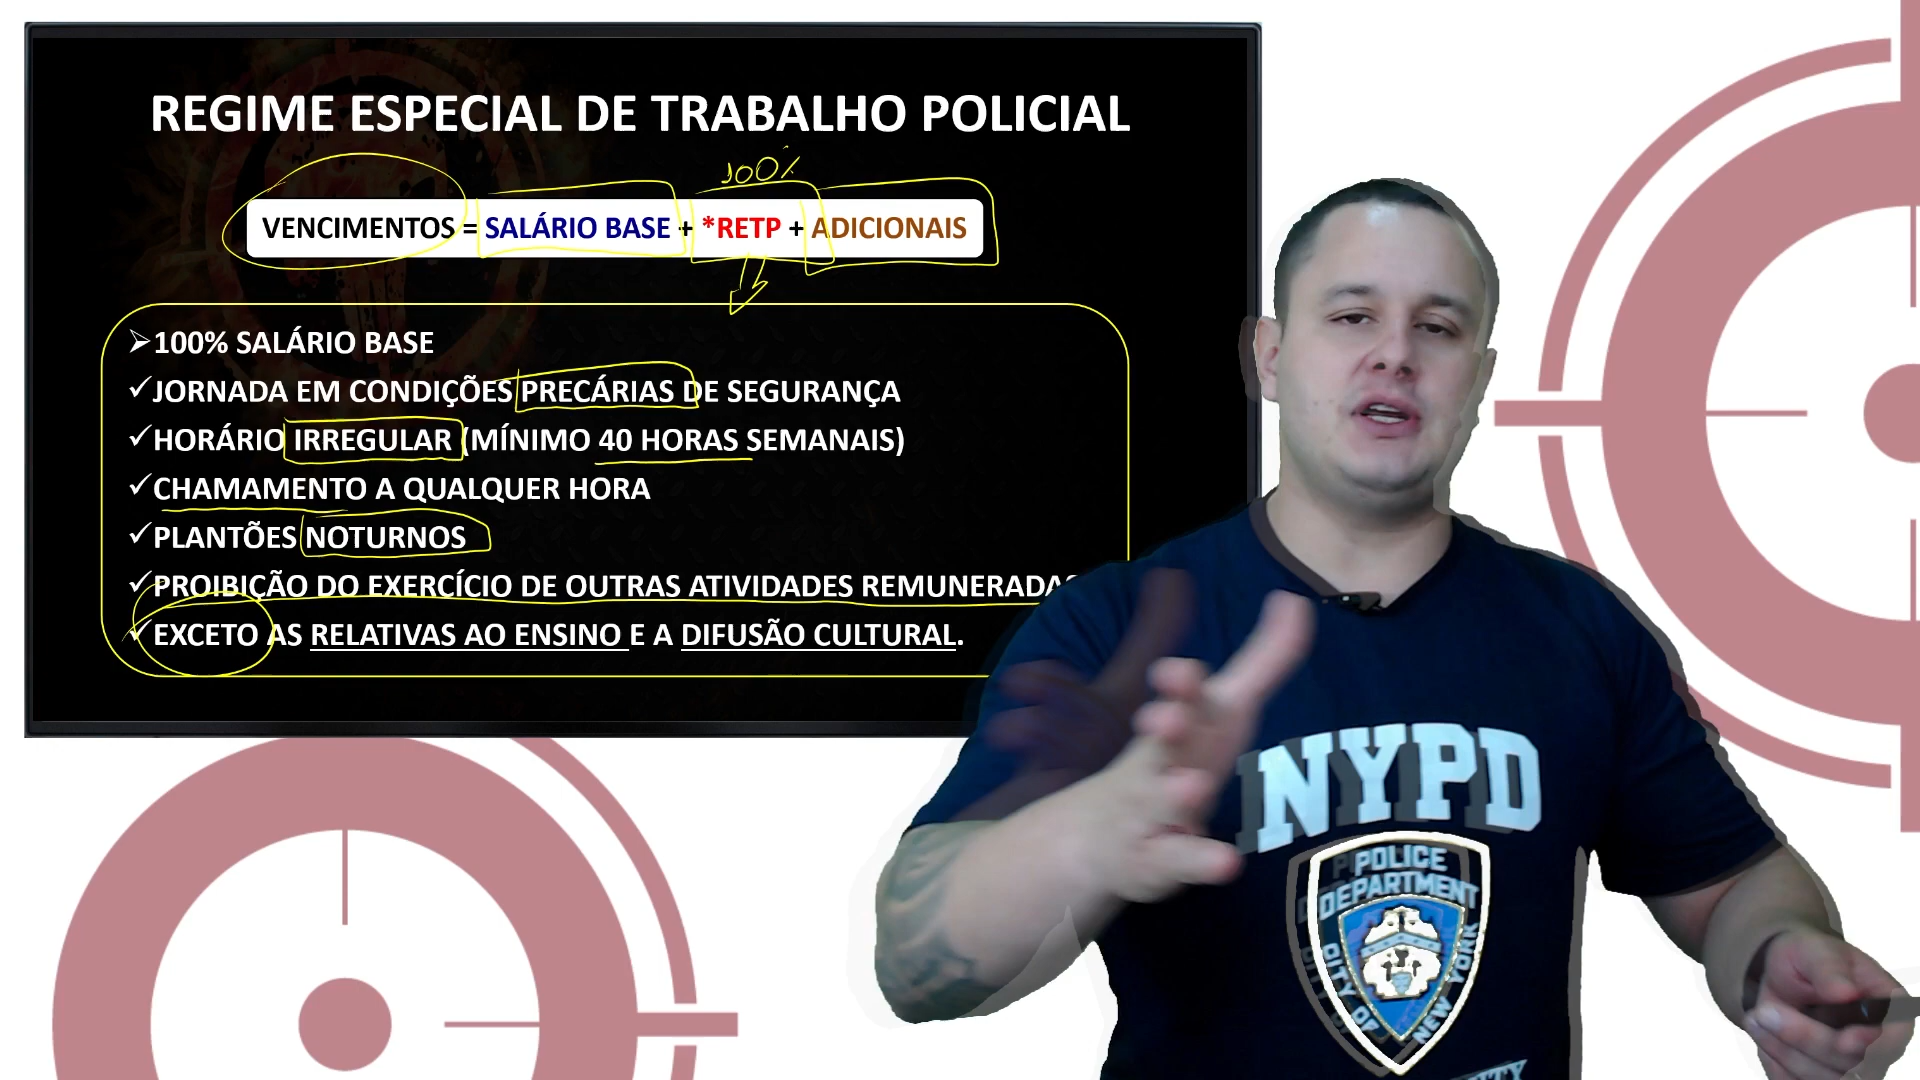 REGIME ESPECIAL DE TRABALHO POLICIAL
100%
VENCIMENTOS = SALÁRIO BASE + *RETP + ADICIONAIS
100% SALÁRIO BASE
JORNADA EM CONDIÇÕES PRECÁRIAS DE SEGURANÇA
HORÁRIO IRREGULAR (MÍNIMO 40 HORAS SEMANAIS)
CHAMAMENTO A QUALQUER HORA
PLANTÕES NOTURNOS
PROIBIÇÃO DO EXERCÍCIO DE OUTRAS ATIVIDADES REMUNERADAS
EXCETO AS RELATIVAS AO ENSINO E A DIFUSÃO CULTURAL.
NYPD
POLICE
DEPARTMENT
CITY OF
NEW YORK